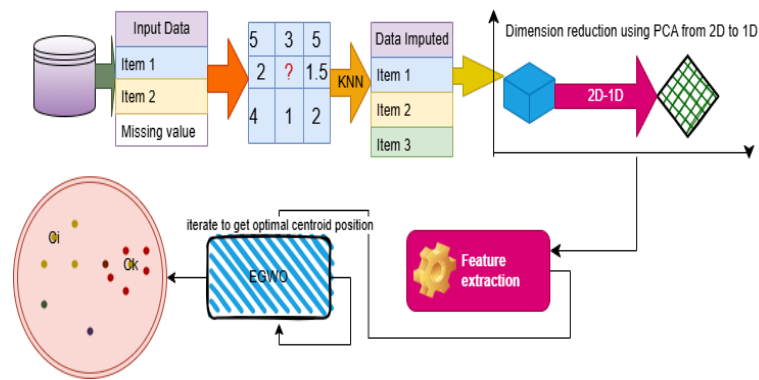 Input Data
Item 1
Item 2
Missing value
5 3 5
2 ? 1.5
4 1 2
KNN
Data Imputed
Item 1
Item 2
Item 3
Dimension reduction using PCA from 2D to 1D
2D-1D
Feature
extraction
iterate to get optimal centroid position
EGWO
Ci
Ck